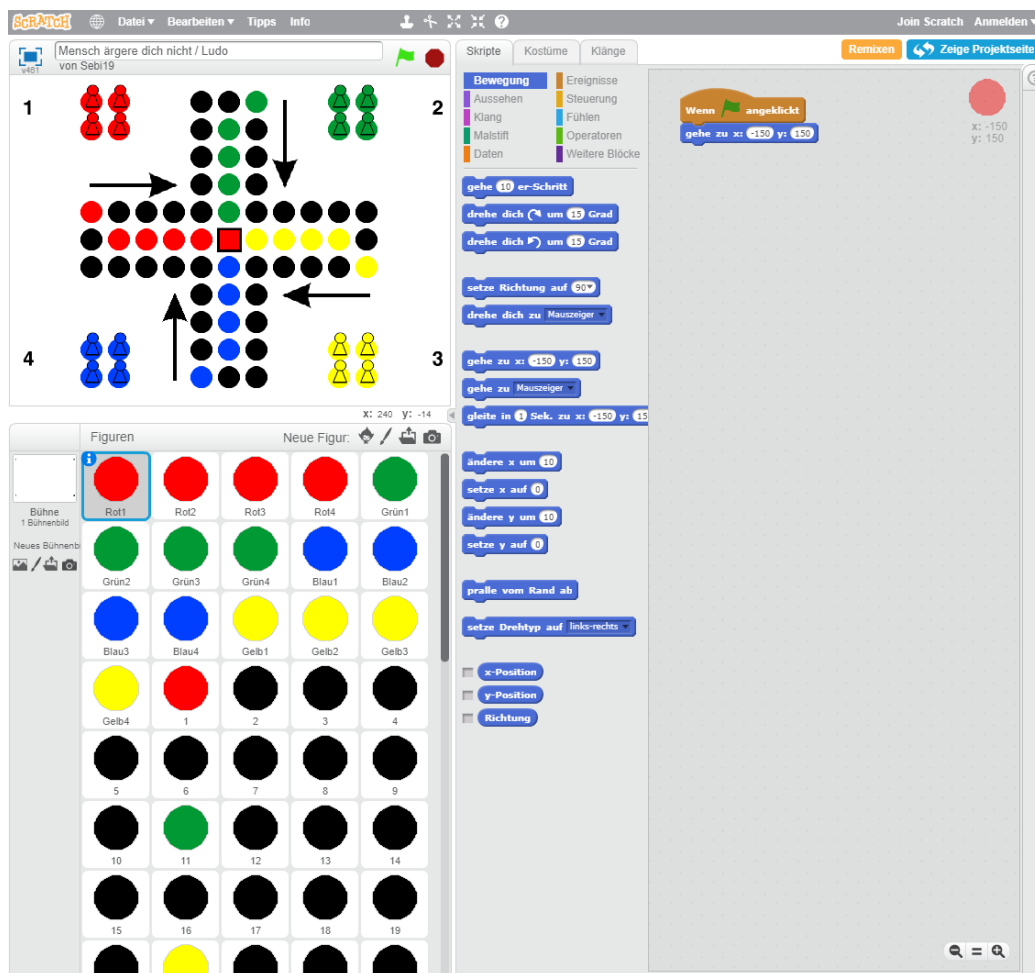 SCRATCH Datei Bearbeiten Tipps Info Join Scratch Anmelden
Mensch ärgere dich nicht / Ludo
von Sebi19
v461
1
2
4
3
x: 240 y: -14
Skripte Kostüme Klänge Remixen Zeige Projektseite
Bewegung Ereignisse
Aussehen Steuerung
Klang Fühlen
Malstift Operatoren
Daten Weitere Blöcke
gehe 10 er-Schritt
drehe dich um 15 Grad
drehe dich um 15 Grad
setze Richtung auf 90
drehe dich zu Mauszeiger
gehe zu x: -150 y: 150
gehe zu Mauszeiger
gleite in 1 Sek. zu x: -150 y: 15
ändere x um 10
setze x auf 0
ändere y um 10
setze y auf 0
pralle vom Rand ab
setze Drehtyp auf links-rechts
x-Position
y-Position
Richtung
Wenn angeklickt
gehe zu x: -150 y: 150
x: -150
y: 150
Figuren Neue Figur:
Bühne
1 Bühnenbild
Neues Bühnenb
Rot1 Rot2 Rot3 Rot4 Grün1
Grün2 Grün3 Grün4 Blau1 Blau2
Blau3 Blau4 Gelb1 Gelb2 Gelb3
Gelb4 1 2 3 4
5 6 7 8 9
10 11 12 13 14
15 16 17 18 19